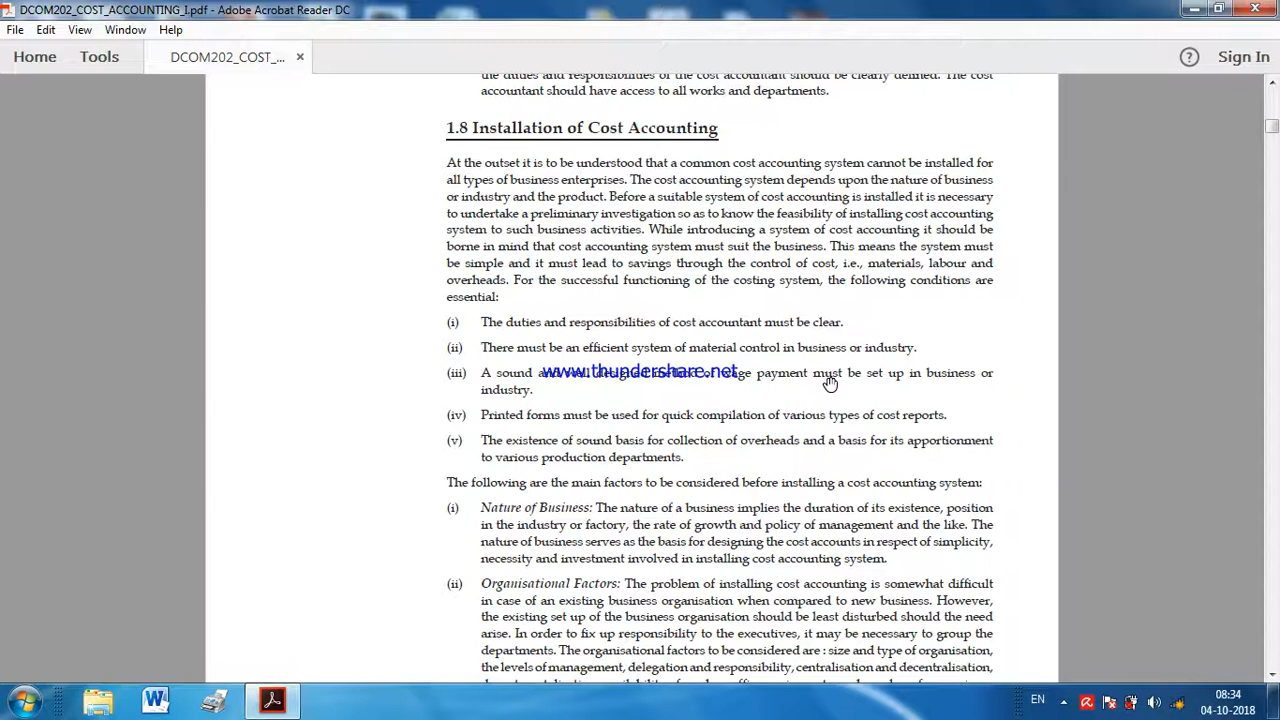 DCOM202_COST_ACCOUNTING_I.pdf - Adobe Acrobat Reader DC
File Edit View Window Help
Home Tools DCOM202_COST_... × ? Sign In
the duties and responsibilities of the cost accountant should be clearly defined. The cost
accountant should have access to all works and departments.
1.8 Installation of Cost Accounting
At the outset it is to be understood that a common cost accounting system cannot be installed for
all types of business enterprises. The cost accounting system depends upon the nature of business
or industry and the product. Before a suitable system of cost accounting is installed it is necessary
to undertake a preliminary investigation so as to know the feasibility of installing cost accounting
system to such business activities. While introducing a system of cost accounting it should be
borne in mind that cost accounting system must suit the business. This means the system must
be simple and it must lead to savings through the control of cost, i.e., materials, labour and
overheads. For the successful functioning of the costing system, the following conditions are
essential:
(i) The duties and responsibilities of cost accountant must be clear.
(ii) There must be an efficient system of material control in business or industry.
(iii) A sound and well designed method of wage payment must be set up in business or
www.thundershare.net
industry.
(iv) Printed forms must be used for quick compilation of various types of cost reports.
(v) The existence of sound basis for collection of overheads and a basis for its apportionment
to various production departments.
The following are the main factors to be considered before installing a cost accounting system:
(i) Nature of Business: The nature of a business implies the duration of its existence, position
in the industry or factory, the rate of growth and policy of management and the like. The
nature of business serves as the basis for designing the cost accounts in respect of simplicity,
necessity and investment involved in installing cost accounting system.
(ii) Organisational Factors: The problem of installing cost accounting is somewhat difficult
in case of an existing business organisation when compared to new business. However,
the existing set up of the business organisation should be least disturbed should the need
arise. In order to fix up responsibility to the executives, it may be necessary to group the
departments. The organisational factors to be considered are : size and type of organisation,
the levels of management, delegation and responsibility, centralisation and decentralisation,
EN 08:34
04-10-2018